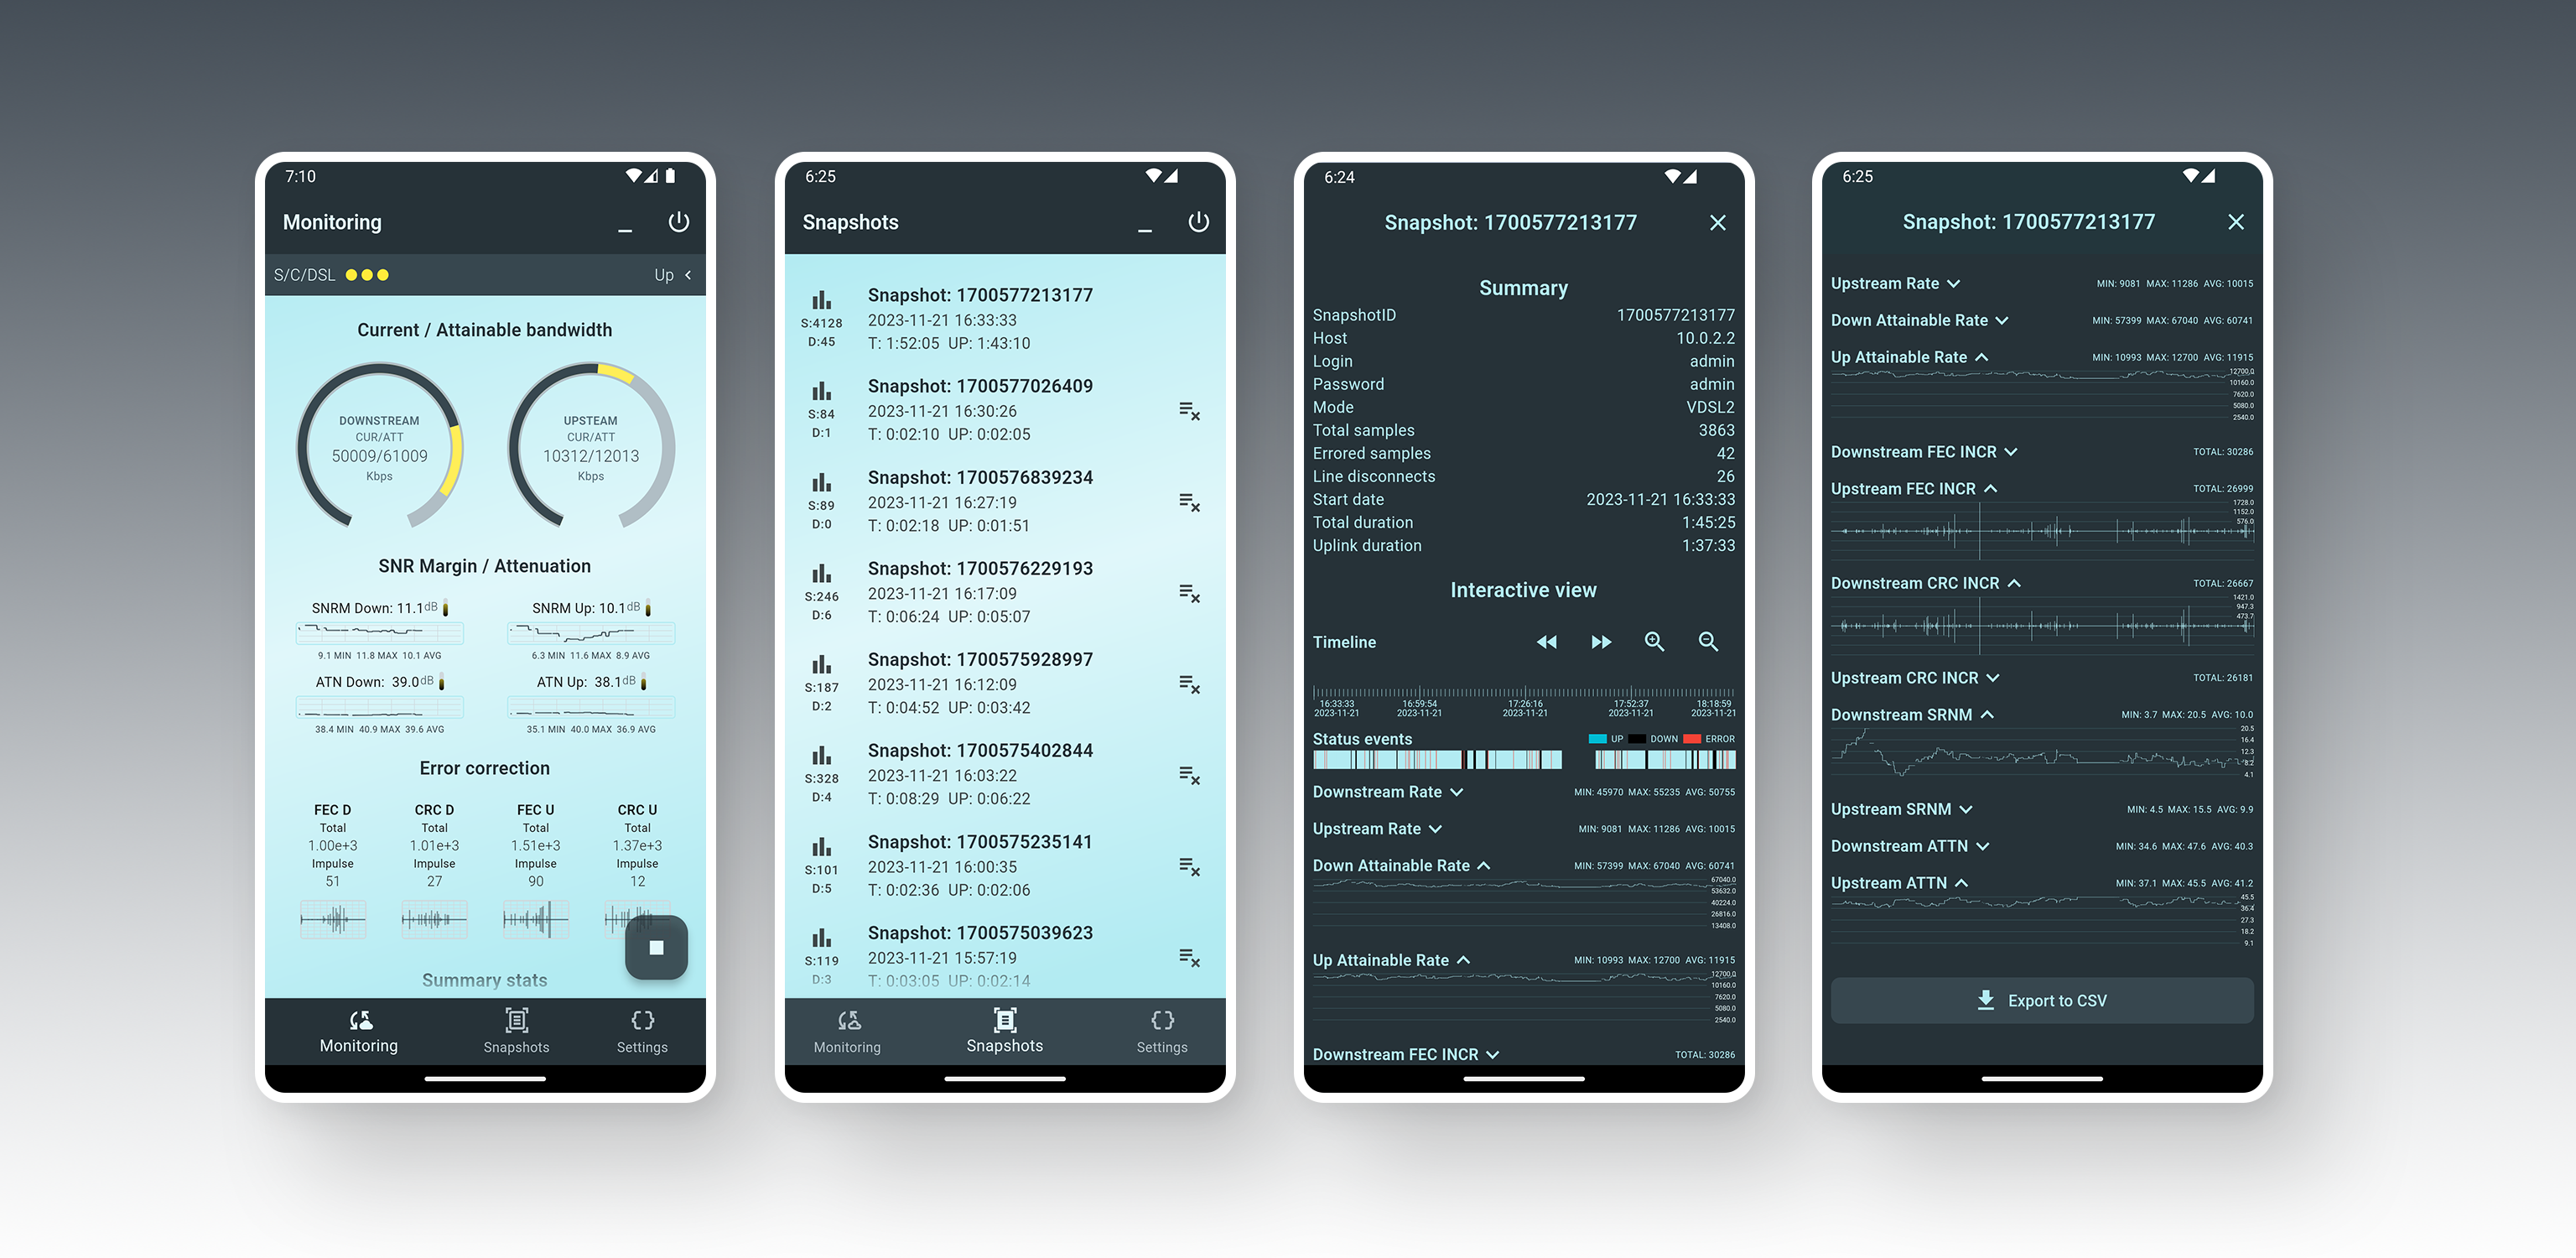 7:10
Monitoring
S/C/DSL
Up
Current / Attainable bandwidth
DOWNSTREAM
CUR/ATT
50009/61009
Kbps
UPSTEAM
CUR/ATT
10312/12013
Kbps
SNR Margin / Attenuation
SNRM Down: 11.1dB
9.1 MIN 11.8 MAX 10.1 AVG
SNRM Up: 10.1dB
6.3 MIN 11.6 MAX 8.9 AVG
ATN Down: 39.0dB
38.4 MIN 40.9 MAX 39.6 AVG
ATN Up: 38.1dB
35.1 MIN 40.0 MAX 36.9 AVG
Error correction
FEC D
Total
1.00e+3
Impulse
51
CRC D
Total
1.01e+3
Impulse
27
FEC U
Total
1.51e+3
Impulse
90
CRC U
Total
1.37e+3
Impulse
12
Summary stats
Monitoring
Snapshots
Settings
6:25
Snapshots
S:4128
D:45
Snapshot: 1700577213177
2023-11-21 16:33:33
T: 1:52:05 UP: 1:43:10
S:84
D:1
Snapshot: 1700577026409
2023-11-21 16:30:26
T: 0:02:10 UP: 0:02:05
S:89
D:0
Snapshot: 1700576839234
2023-11-21 16:27:19
T: 0:02:18 UP: 0:01:51
S:246
D:6
Snapshot: 1700576229193
2023-11-21 16:17:09
T: 0:06:24 UP: 0:05:07
S:187
D:2
Snapshot: 1700575928997
2023-11-21 16:12:09
T: 0:04:52 UP: 0:03:42
S:328
D:4
Snapshot: 1700575402844
2023-11-21 16:03:22
T: 0:08:29 UP: 0:06:22
S:101
D:5
Snapshot: 1700575235141
2023-11-21 16:00:35
T: 0:02:36 UP: 0:02:06
S:119
D:3
Snapshot: 1700575039623
2023-11-21 15:57:19
T: 0:03:05 UP: 0:02:14
Monitoring
Snapshots
Settings
6:24
Snapshot: 1700577213177
Summary
SnapshotID 1700577213177
Host 10.0.2.2
Login admin
Password admin
Mode VDSL2
Total samples 3863
Errored samples 42
Line disconnects 26
Start date 2023-11-21 16:33:33
Total duration 1:45:25
Uplink duration 1:37:33
Interactive view
Timeline
16:33:33 16:59:54 17:26:16 17:52:37 18:18:59
2023-11-21 2023-11-21 2023-11-21 2023-11-21 2023-11-21
Status events UP DOWN ERROR
Downstream Rate MIN: 45970 MAX: 55235 AVG: 50755
Upstream Rate MIN: 9081 MAX: 11286 AVG: 10015
Down Attainable Rate MIN: 57399 MAX: 67040 AVG: 60741
67040.0
53632.0
40224.0
26816.0
13408.0
Up Attainable Rate MIN: 10993 MAX: 12700 AVG: 11915
12700.0
10160.0
7620.0
5080.0
2540.0
Downstream FEC INCR TOTAL: 30286
6:25
Snapshot: 1700577213177
Upstream Rate MIN: 9081 MAX: 11286 AVG: 10015
Down Attainable Rate MIN: 57399 MAX: 67040 AVG: 60741
Up Attainable Rate MIN: 10993 MAX: 12700 AVG: 11915
12700.0
10160.0
7620.0
5080.0
2540.0
Downstream FEC INCR TOTAL: 30286
Upstream FEC INCR TOTAL: 26999
1728.0
1152.0
576.0
Downstream CRC INCR TOTAL: 26667
1421.0
947.3
473.7
Upstream CRC INCR TOTAL: 26181
Downstream SRNM MIN: 3.7 MAX: 20.5 AVG: 10.0
20.5
16.4
12.3
8.2
4.1
Upstream SRNM MIN: 4.5 MAX: 15.5 AVG: 9.9
Downstream ATTN MIN: 34.6 MAX: 47.6 AVG: 40.3
Upstream ATTN MIN: 37.1 MAX: 45.5 AVG: 41.2
45.5
36.4
27.3
18.2
9.1
Export to CSV